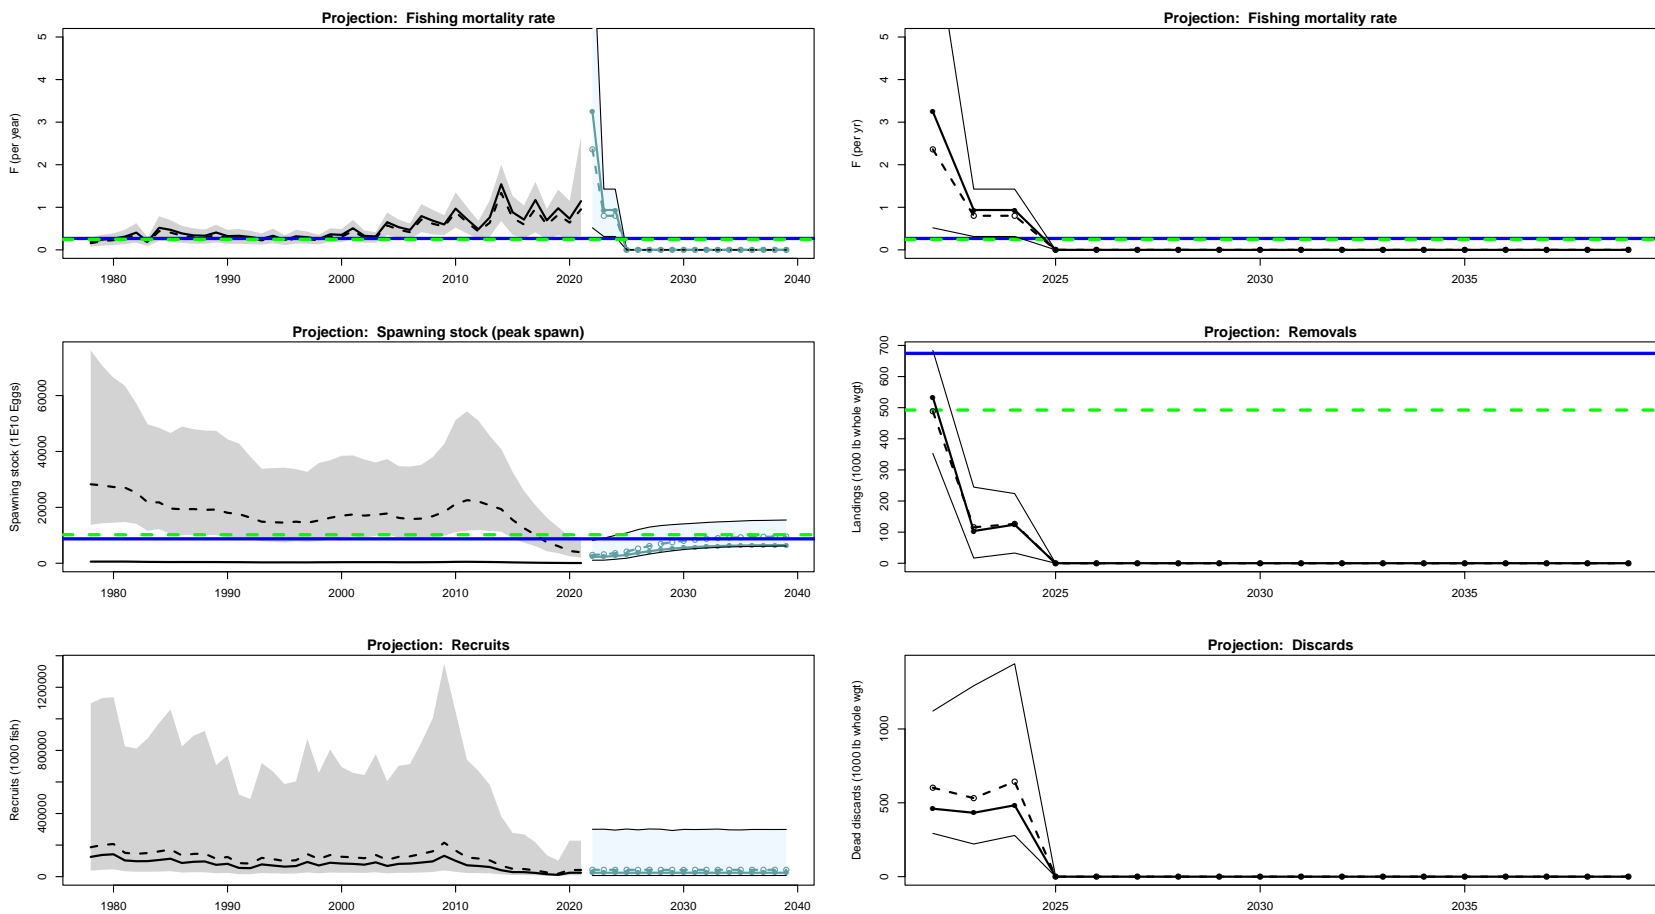 Projection: Fishing mortality rate
F (per year)
0 1 2 3 4 5
1980 1990 2000 2010 2020 2030 2040
Projection: Fishing mortality rate
F (per yr)
0 1 2 3 4 5
2025 2030 2035
Projection: Spawning stock (peak spawn)
Spawning stock (1E10 Eggs)
0 20000 40000 60000
1980 1990 2000 2010 2020 2030 2040
Projection: Removals
Landings (1000 lb whole wgt)
0 100 200 300 400 500 600 700
2025 2030 2035
Projection: Recruits
Recruits (1000 fish)
0 400000 800000 1200000
1980 1990 2000 2010 2020 2030 2040
Projection: Discards
Dead discards (1000 lb whole wgt)
0 500 1000
2025 2030 2035